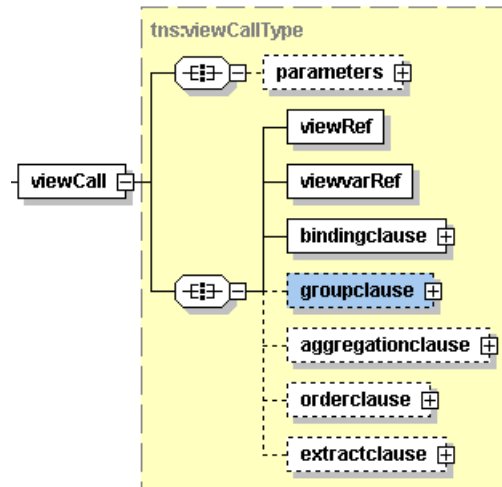 tns:viewCallType
parameters
viewRef
viewCall
viewvarRef
bindingclause
groupclause
aggregationclause
orderclause
extractclause